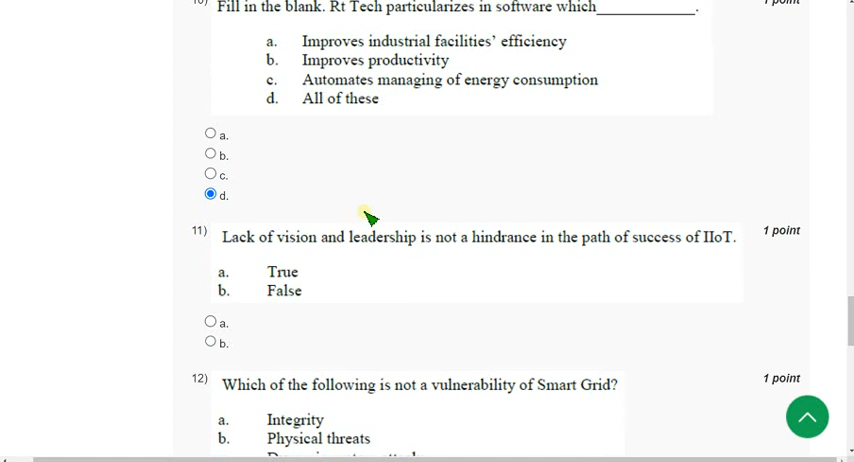 10) Fill in the blank. Rt Tech particularizes in software which____________. 1 point
a. Improves industrial facilities' efficiency
b. Improves productivity
c. Automates managing of energy consumption
d. All of these
a.
b.
c.
d.
11) Lack of vision and leadership is not a hindrance in the path of success of IIoT. 1 point
a. True
b. False
a.
b.
12) Which of the following is not a vulnerability of Smart Grid? 1 point
a. Integrity
b. Physical threats